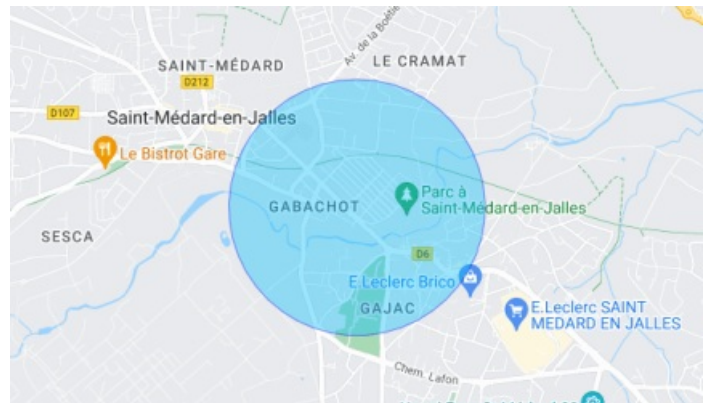 Av. de la Boétie
SAINT-MÉDARD
LE CRAMAT
D212
D107
Saint-Médard-en-Jalles
Le Bistrot Gare
Parc à
Saint-Médard-en-Jalles
GABACHOT
SESCA
D6
E.Leclerc Brico
E.Leclerc SAINT
MEDARD EN JALLES
GAJAC
Chem. Lafon